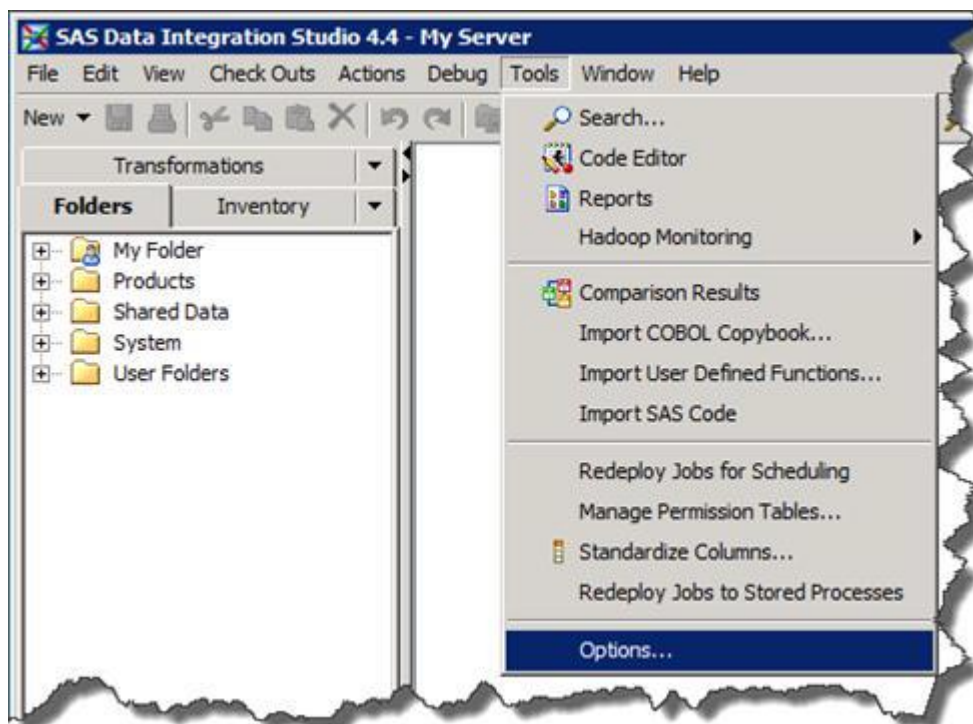 SAS Data Integration Studio 4.4 - My Server
File Edit View Check Outs Actions Debug Tools Window Help
New
Transformations
Folders Inventory
My Folder
Products
Shared Data
System
User Folders
Search...
Code Editor
Reports
Hadoop Monitoring
Comparison Results
Import COBOL Copybook...
Import User Defined Functions...
Import SAS Code
Redeploy Jobs for Scheduling
Manage Permission Tables...
Standardize Columns...
Redeploy Jobs to Stored Processes
Options...